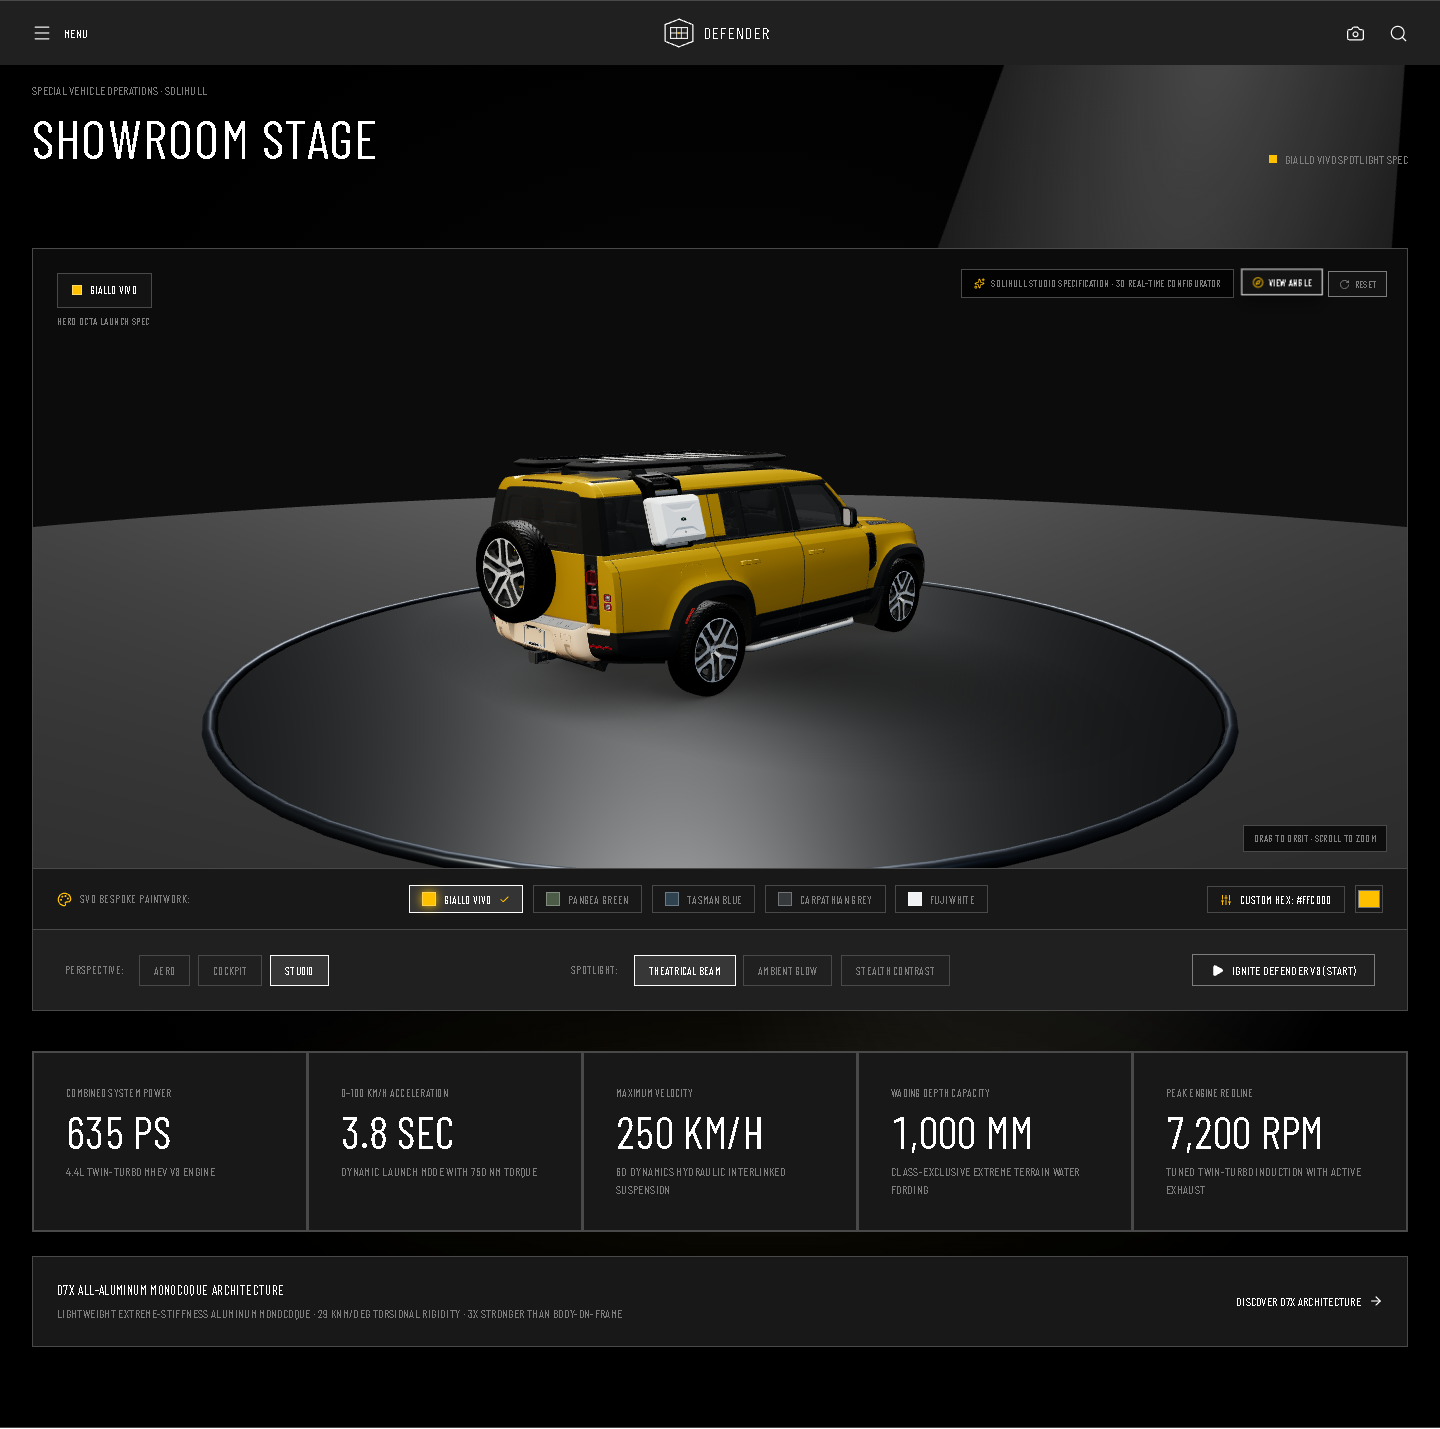 MENU
DEFENDER
SPECIAL VEHICLE OPERATIONS · SOLIHULL
SHOWROOM STAGE
GIALLO VIVO SPOTLIGHT SPEC
GIALLO VIVO
HERO OCTA LAUNCH SPEC
SOLIHULL STUDIO SPECIFICATION · 3D REAL-TIME CONFIGURATOR
VIEW ANGLE
RESET
DRAG TO ORBIT · SCROLL TO ZOOM
SVO BESPOKE PAINTWORK:
GIALLO VIVO
PANGEA GREEN
TASMAN BLUE
CARPATHIAN GREY
FUJI WHITE
CUSTOM HEX: #FFC000
PERSPECTIVE:
AERO
COCKPIT
STUDIO
SPOTLIGHT:
THEATRICAL BEAM
AMBIENT GLOW
STEALTH CONTRAST
IGNITE DEFENDER V8 (START)
COMBINED SYSTEM POWER
635 PS
4.4L TWIN-TURBO MHEV V8 ENGINE
0-100 KM/H ACCELERATION
3.8 SEC
DYNAMIC LAUNCH MODE WITH 750 NM TORQUE
MAXIMUM VELOCITY
250 KM/H
6D DYNAMICS HYDRAULIC INTERLINKED
SUSPENSION
WADING DEPTH CAPACITY
1,000 MM
CLASS-EXCLUSIVE EXTREME TERRAIN WATER
FORDING
PEAK ENGINE REDLINE
7,200 RPM
TUNED TWIN-TURBO INDUCTION WITH ACTIVE
EXHAUST
D7X ALL-ALUMINUM MONOCOQUE ARCHITECTURE
LIGHTWEIGHT EXTREME-STIFFNESS ALUMINUM MONOCOQUE · 29 KNM/DEG TORSIONAL RIGIDITY · 3X STRONGER THAN BODY-ON-FRAME
DISCOVER D7X ARCHITECTURE